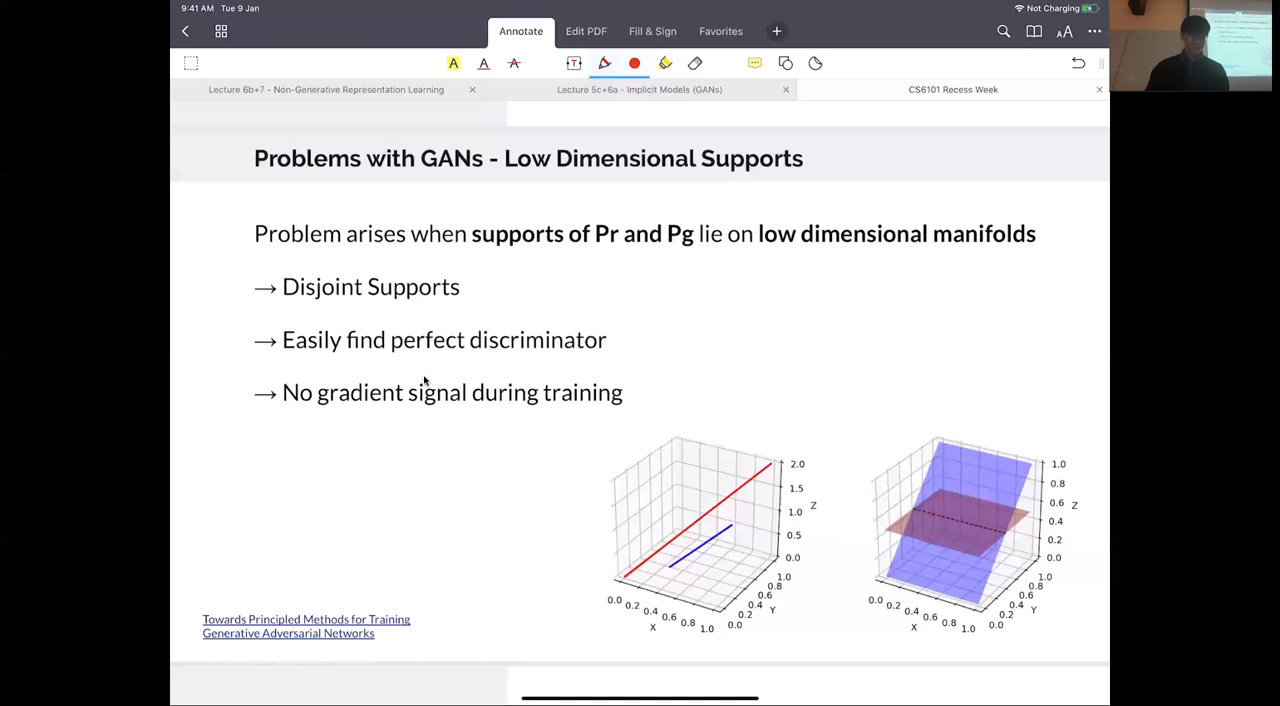 9:41 AM Tue 9 Jan
Not Charging
Annotate
Edit PDF
Fill & Sign
Favorites
+
AA
A
A
A
T
Lecture 6b+7 - Non-Generative Representation Learning
Lecture 5c+6a - Implicit Models (GANs)
CS6101 Recess Week
Problems with GANs - Low Dimensional Supports
Problem arises when supports of Pr and Pg lie on low dimensional manifolds
→ Disjoint Supports
→ Easily find perfect discriminator
→ No gradient signal during training
2.0
1.5
1.0
0.5
0.0
Z
0.0 0.2 0.4 0.6 0.8 1.0
X
0.0 0.2 0.4 0.6 0.8 1.0
Y
1.0
0.8
0.6
0.4
0.2
0.0
Z
0.0 0.2 0.4 0.6 0.8 1.0
X
0.0 0.2 0.4 0.6 0.8 1.0
Y
Towards Principled Methods for Training
Generative Adversarial Networks